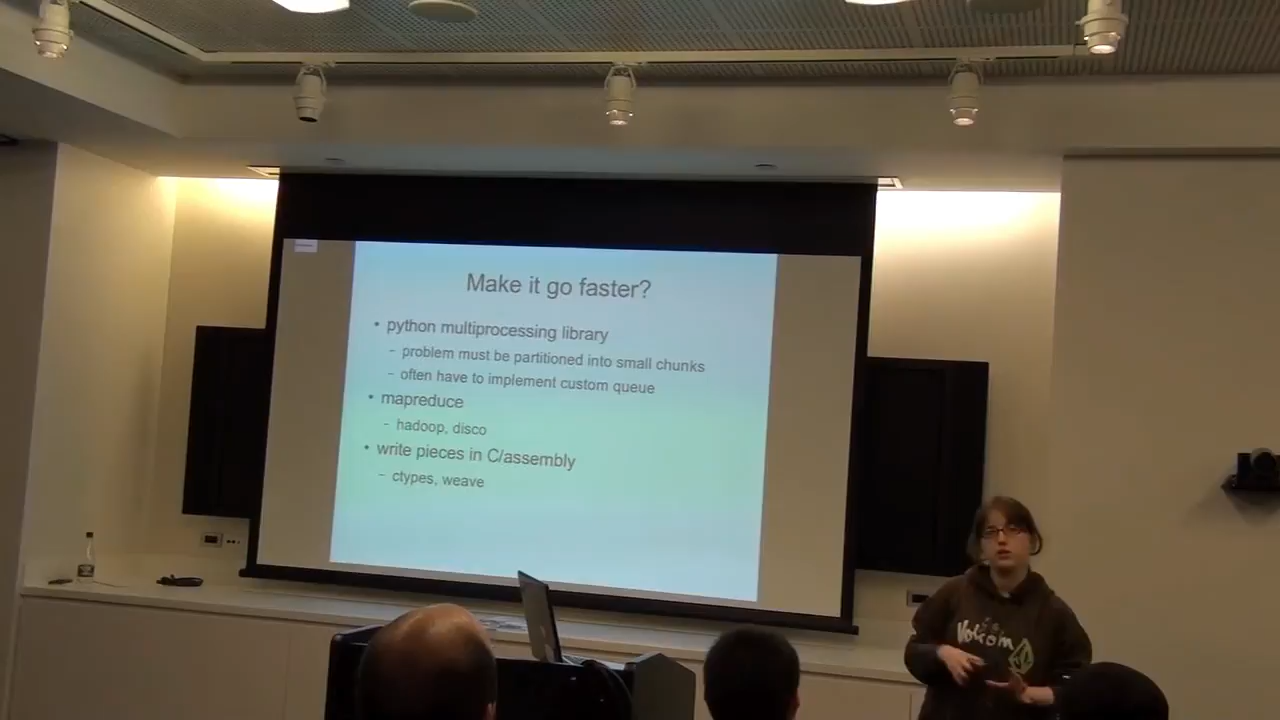 Make it go faster?
• python multiprocessing library
– problem must be partitioned into small chunks
– often have to implement custom queue
• mapreduce
– hadoop, disco
• write pieces in C/assembly
– ctypes, weave
Volcom